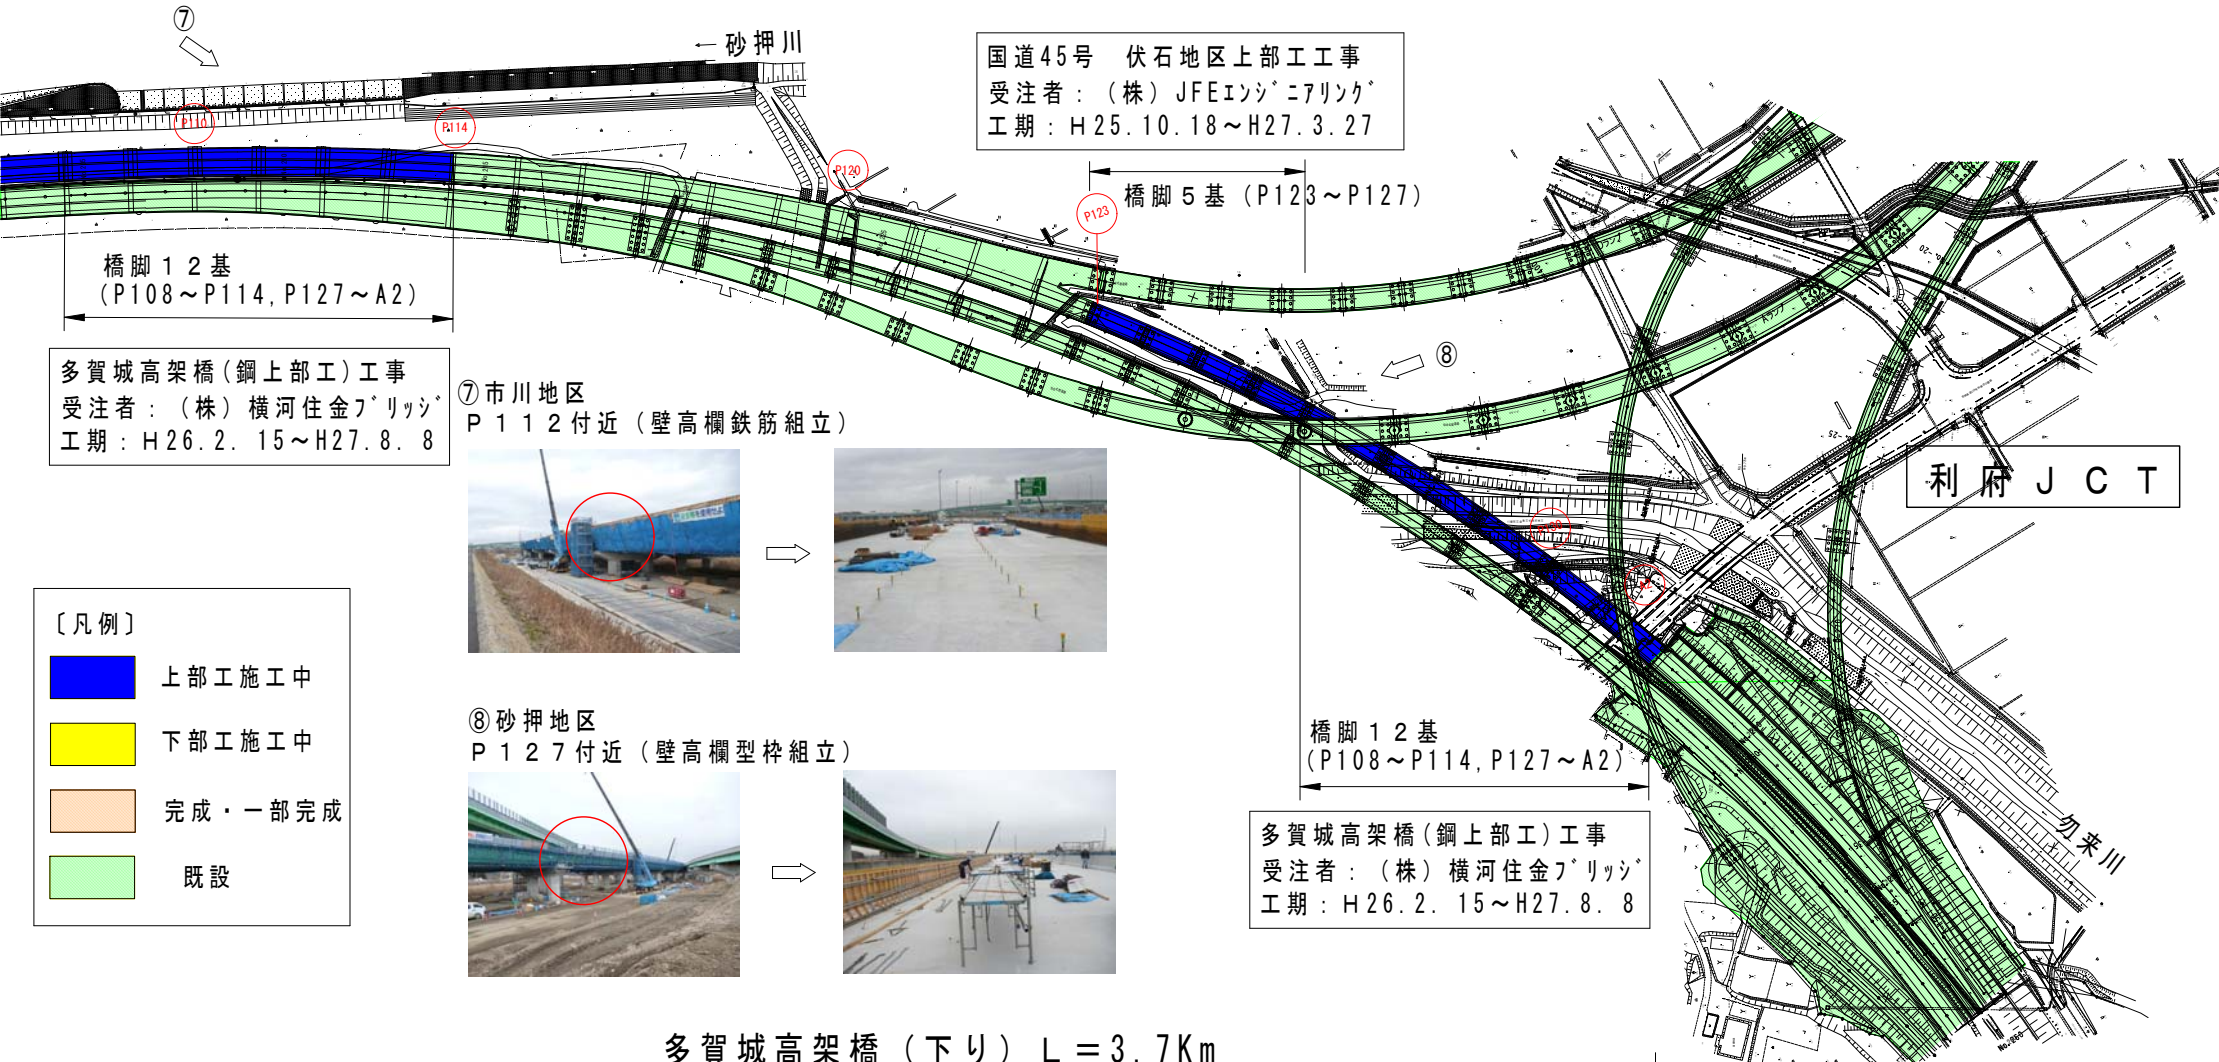 ⑦
← 砂押川
国道45号　伏石地区上部工工事
受注者：（株）JFEｴﾝｼﾞﾆｱﾘﾝｸﾞ
工期：H25.10.18～H27.3.27
P110
P114
P120
P123
橋脚５基（P123～P127）
橋脚１２基
(P108～P114,P127～A2)
多賀城高架橋(鋼上部工)工事
受注者：（株）横河住金ﾌﾞﾘｯｼﾞ
工期：H26.2. 15～H27.8. 8
⑧
⑦市川地区
Ｐ１１２付近（壁高欄鉄筋組立）
利府ＪＣＴ
P130
A2
〔凡例〕
上部工施工中
下部工施工中
完成・一部完成
既設
⑧砂押地区
Ｐ１２７付近（壁高欄型枠組立）
橋脚１２基
(P108～P114,P127～A2)
多賀城高架橋(鋼上部工)工事
受注者：（株）横河住金ﾌﾞﾘｯｼﾞ
工期：H26.2. 15～H27.8. 8
勿来川
多賀城高架橋（下り）Ｌ＝3.7Km